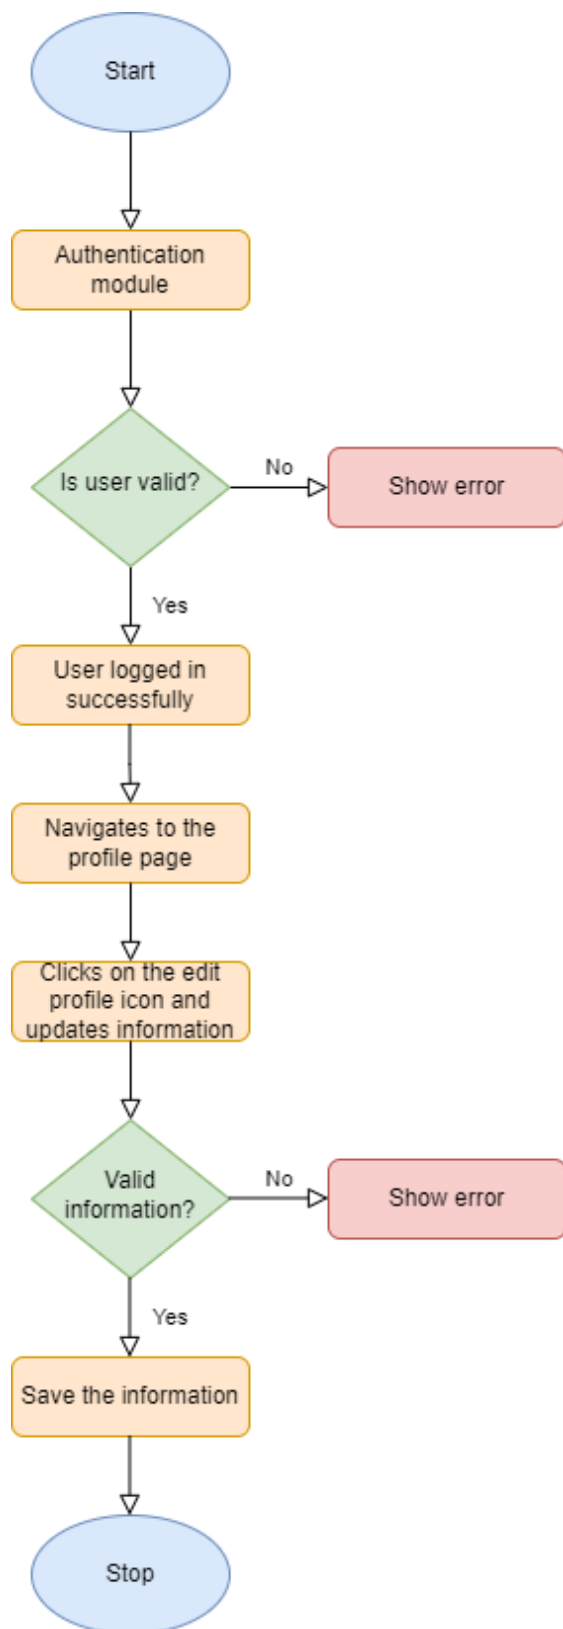 Start
Authentication
module
Is user valid?
No
Show error
Yes
User logged in
successfully
Navigates to the
profile page
Clicks on the edit
profile icon and
updates information
Valid
information?
No
Show error
Yes
Save the information
Stop